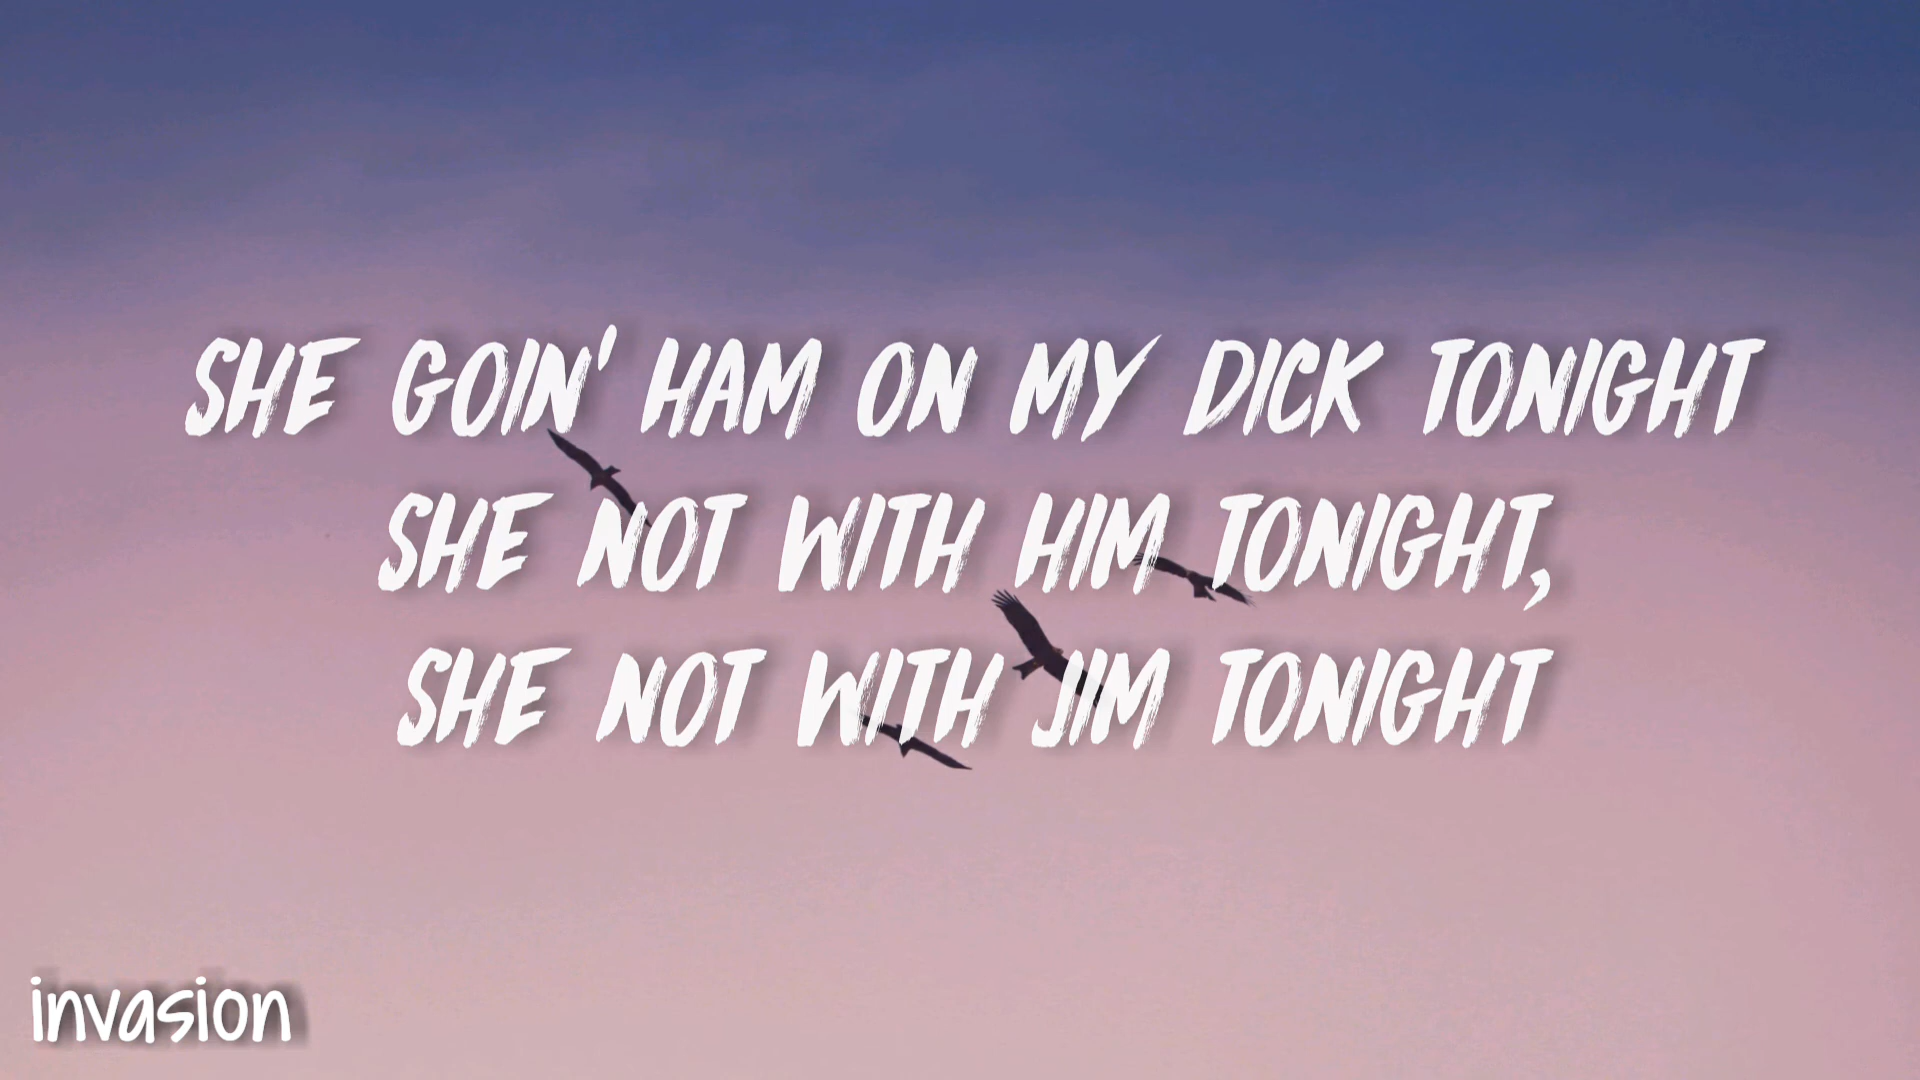 SHE GOIN' HAM ON MY DICK TONIGHT
SHE NOT WITH HIM TONIGHT,
SHE NOT WITH JIM TONIGHT
invasion